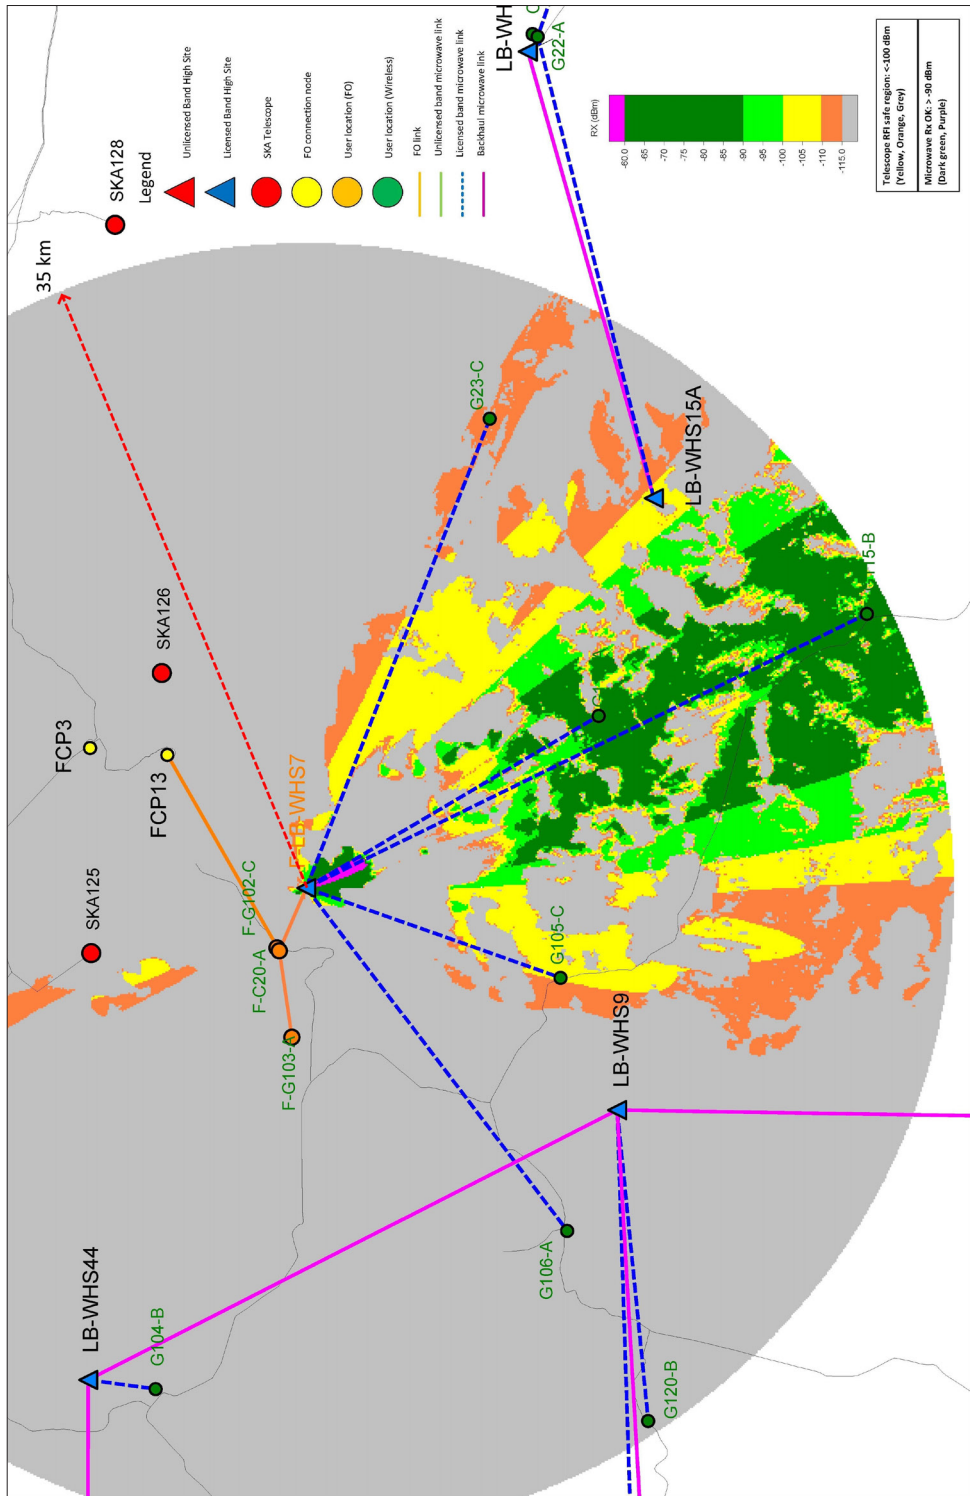 LB-WHS44
G104-B
G120-B
G106-A
LB-WHS9
F-G103-A
F-C20-A
F-G102-C
SKA125
G105-C
FCP13
FCP3
SKA126
LB-WHS7
115-B
LB-WHS15A
G23-C
35 km
SKA128
LB-WH
C
G22-A
Legend
Unlicensed Band High Site
Licensed Band High Site
SKA Telescope
FO connection node
User location (FO)
User location (Wireless)
FO link
Unlicensed band microwave link
Licensed band microwave link
Backhaul microwave link
RX (dBm)
-60.0
-65
-70
-75
-80
-85
-90
-95
-100
-105
-110
-115.0
Telescope RFI safe region: <-100 dBm
(Yellow, Orange, Grey)
Microwave Rx OK: > -90 dBm
(Dark green, Purple)